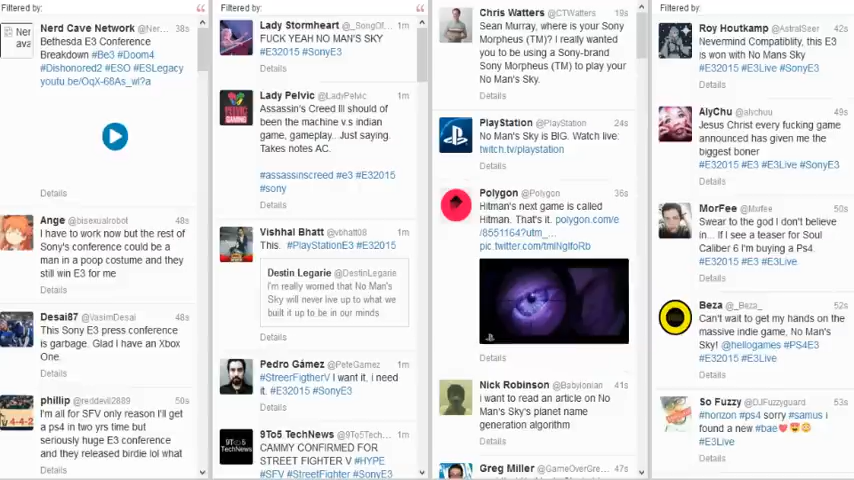 Filtered by:
Nerd Cave Network @Ner... 38s
Bethesda E3 Conference
Breakdown #Be3 #Doom4
#Dishonored2 #ESO #ESLegacy
youtu.be/OqX-68As_wI?a
Details
Ange @bisexualrobot 48s
I have to work now but the rest of
Sony's conference could be a
man in a poop costume and they
still win E3 for me
Details
Desai87 @VasimDesai 48s
This Sony E3 press conference
is garbage. Glad I have an Xbox
One.
Details
phillip @reddevil2889 50s
I'm all for SFV only reason I'll get
a ps4 in two yrs time but
seriously huge E3 conference
and they released birdie lol what
Details
Filtered by:
Lady Stormheart @_SongOf... 1m
FUCK YEAH NO MAN'S SKY
#E32015 #SonyE3
Details
Lady Pelvic @LadyPelvic 1m
Assassin's Creed III should of
been the machine v.s indian
game, gameplay.. Just saying.
Takes notes AC.
#assassinscreed #e3 #E32015
#sony
Details
Vishhal Bhatt @vbhatt08 1m
This. #PlayStationE3 #E32015
Destin Legarie @DestinLegarie
I'm really worried that No Man's
Sky will never live up to what we
built it up to be in our minds
Details
Pedro Gámez @PeteGamez 1m
#StreerFigtherV I want it, i need
it. #E32015 #SonyE3
Details
9To5 TechNews @9To5Tech... 1m
CAMMY CONFIRMED FOR
STREET FIGHTER V #HYPE
#SFV #StreetFighter #SonyE3
Chris Watters @CTWatters 19s
Sean Murray, where is your Sony
Morpheus (TM)? I really wanted
you to be using a Sony-brand
Sony Morpheus (TM) to play your
No Man's Sky.
Details
PlayStation @PlayStation 24s
No Man's Sky is BIG. Watch live:
twitch.tv/playstation
Details
Polygon @Polygon 36s
Hitman's next game is called
Hitman. That's it. polygon.com/e
/8551164?utm_...
pic.twitter.com/tmlNglfoRb
Details
Nick Robinson @Babylonian 41s
i want to read an article on No
Man's Sky's planet name
generation algorithm
Details
Greg Miller @GameOverGre... 47s
Filtered by:
Roy Houtkamp @AstralSeer 42s
Nevermind Compatiblity, this E3
is won with No Mans Sky
#E32015 #E3Live #SonyE3
Details
AlyChu @alychuu 49s
Jesus Christ every fucking game
announced has given me the
biggest boner
#E32015 #E3 #E3Live #SonyE3
Details
MorFee @Mxfee 50s
Swear to the god I don't believe
in... If I see a teaser for Soul
Caliber 6 I'm buying a Ps4.
#E32015 #E3 #E3Live
Details
Beza @_Beza_ 52s
Can't wait to get my hands on the
massive indie game, No Man's
Sky! @hellogames #PS4E3
#E32015 #E3Live
Details
So Fuzzy @DJFuzzyguard 53s
#horizon #ps4 sorry #samus i
found a new #bae
#E3Live
Details